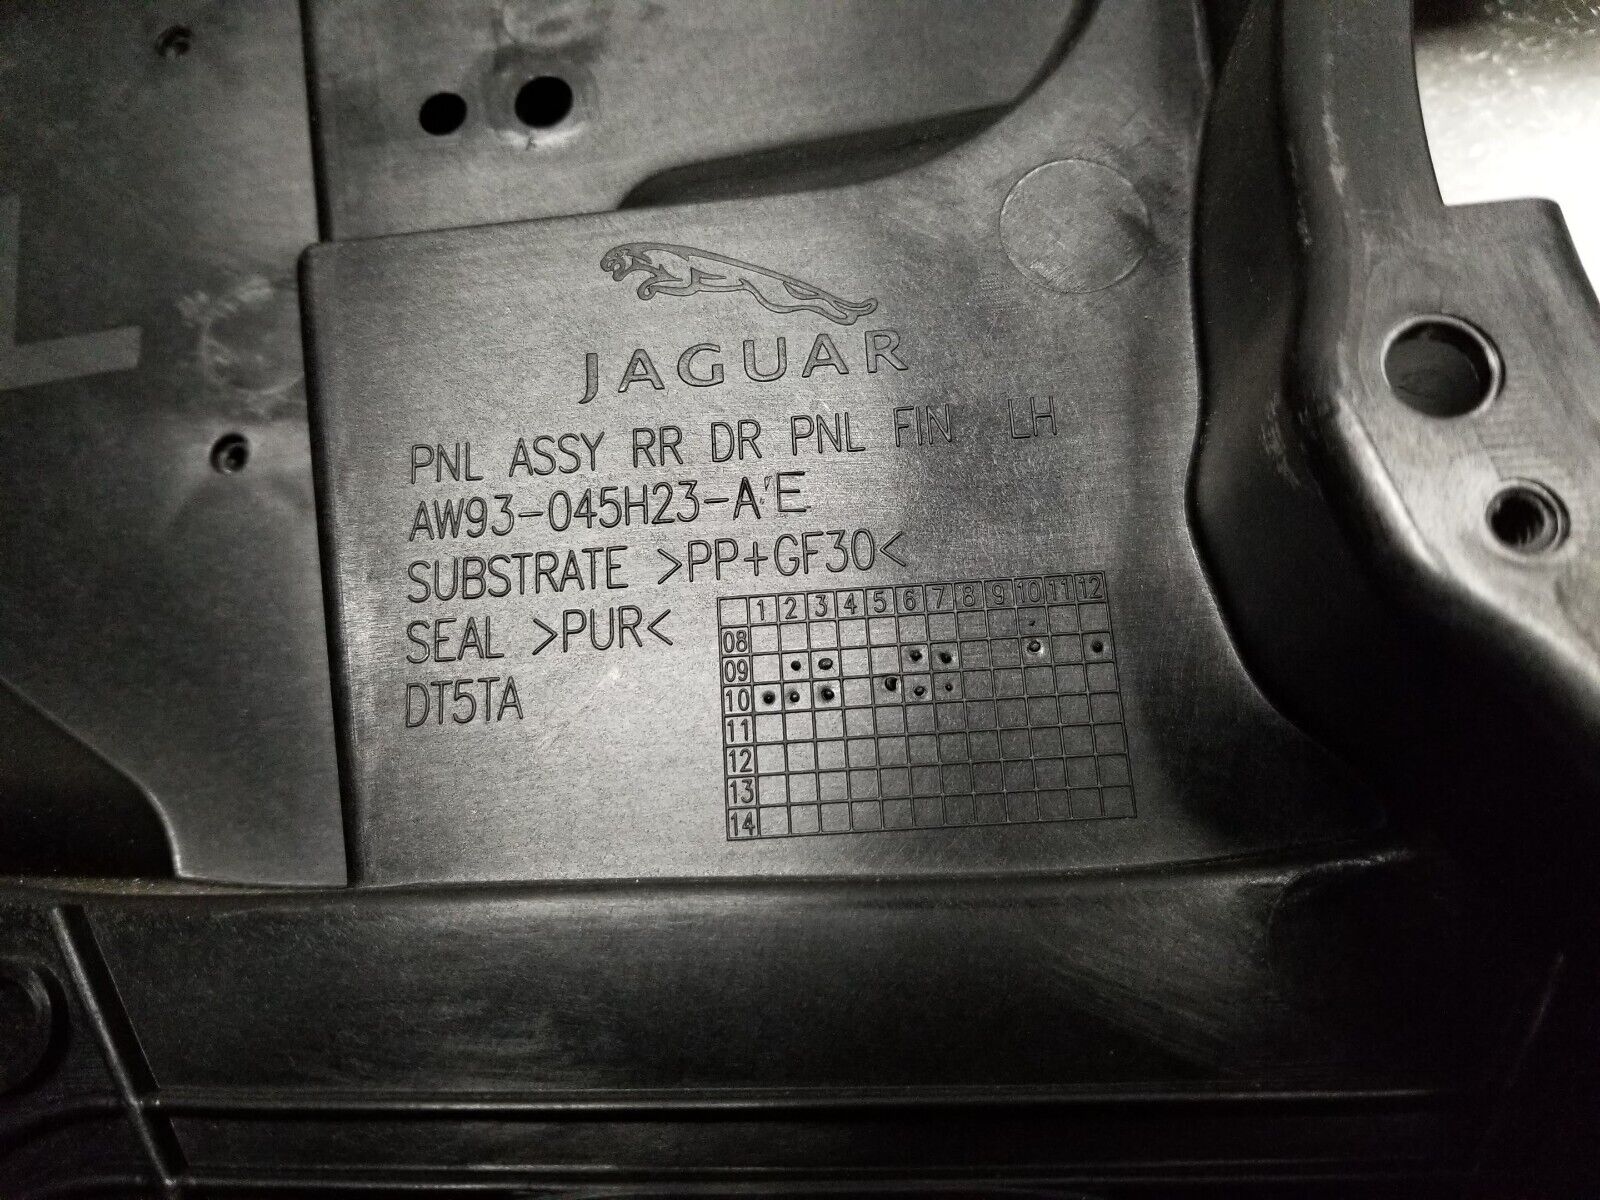 JAGUAR
PNL ASSY RR DR PNL FIN LH
AW93-045H23-A'E
SUBSTRATE >PP+GF30<
SEAL >PUR<
DT5TA
1 2 3 4 5 6 7 8 9 10 11 12
08
09
10
11
12
13
14